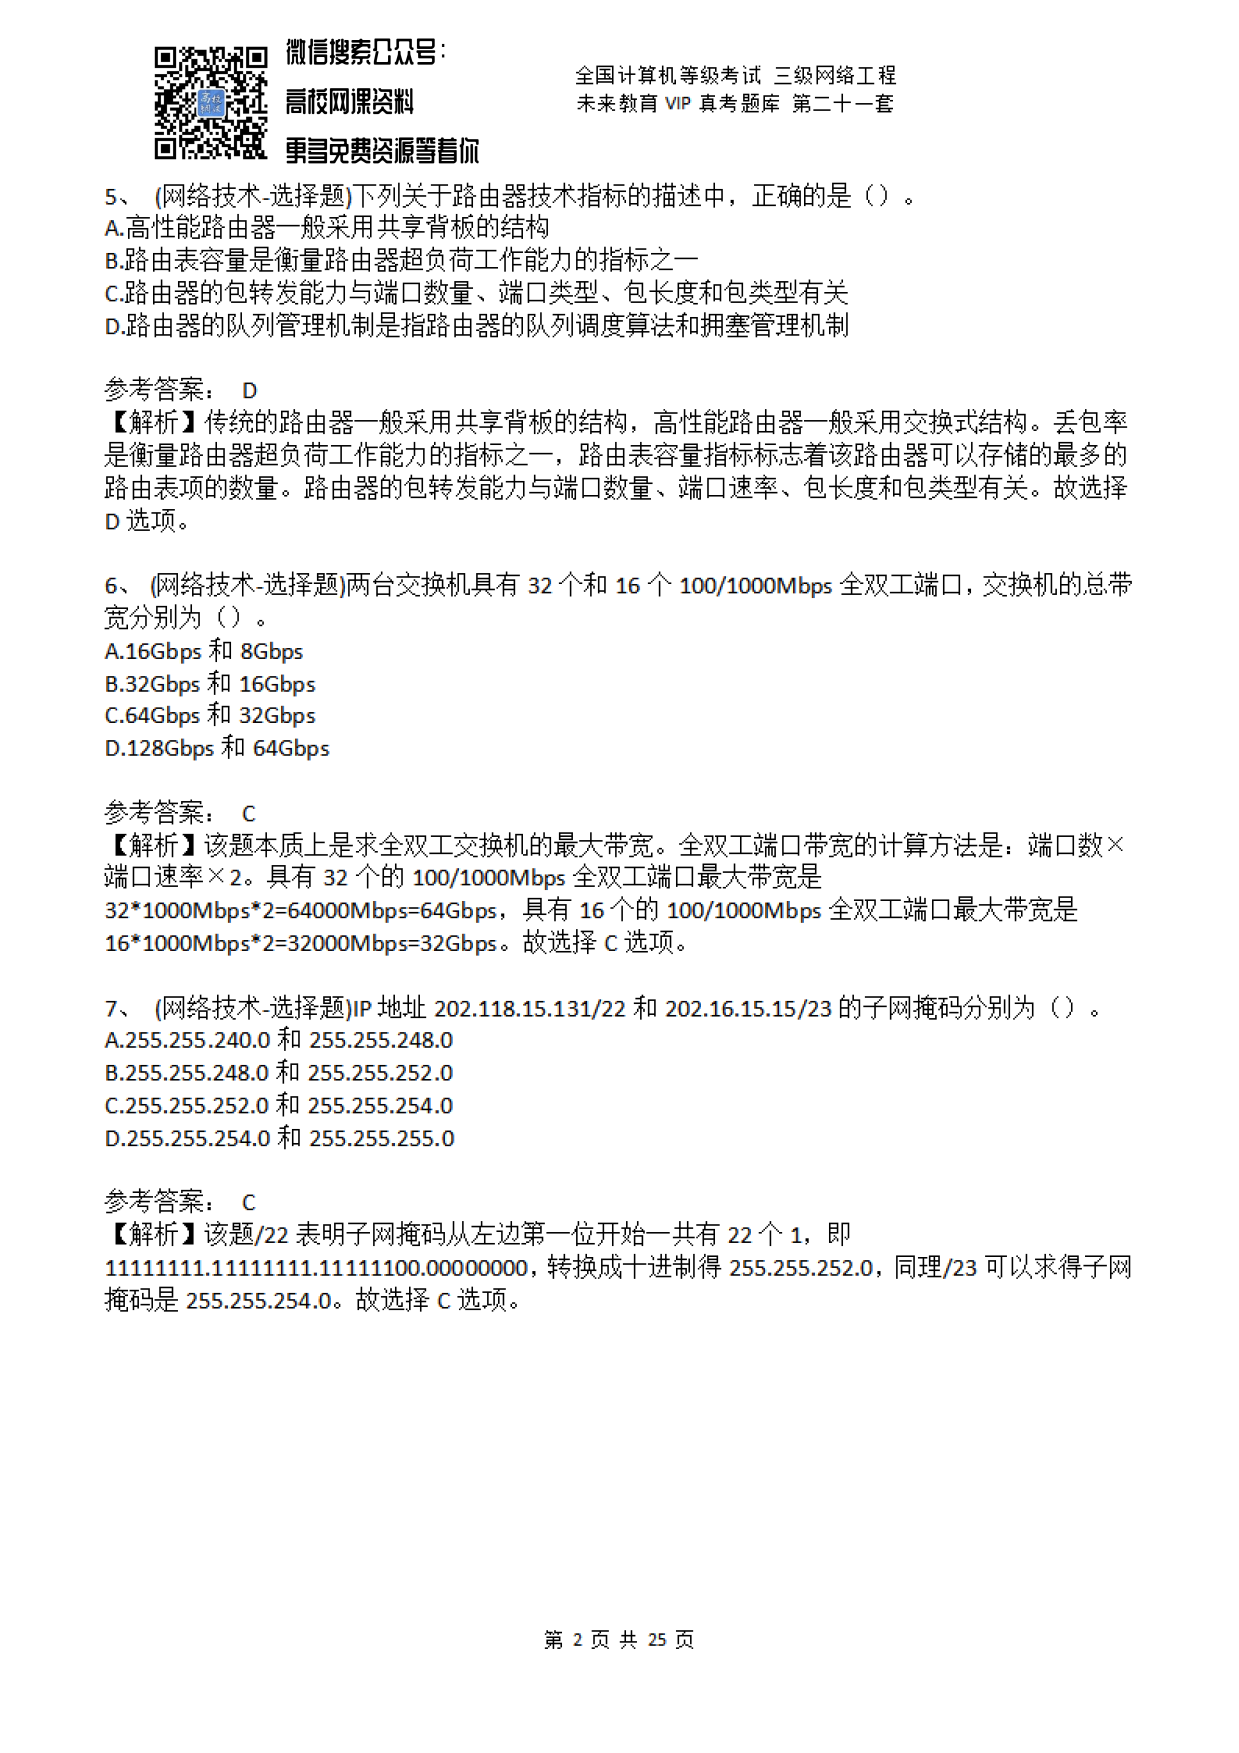 微信搜索公众号：
高校网课资料
更多免费资源等着你
全国计算机等级考试 三级网络工程
未来教育 VIP 真考题库 第二十一套
5、 (网络技术-选择题)下列关于路由器技术指标的描述中，正确的是（）。
A.高性能路由器一般采用共享背板的结构
B.路由表容量是衡量路由器超负荷工作能力的指标之一
C.路由器的包转发能力与端口数量、端口类型、包长度和包类型有关
D.路由器的队列管理机制是指路由器的队列调度算法和拥塞管理机制
参考答案： D
【解析】传统的路由器一般采用共享背板的结构，高性能路由器一般采用交换式结构。丢包率
是衡量路由器超负荷工作能力的指标之一，路由表容量指标标志着该路由器可以存储的最多的
路由表项的数量。路由器的包转发能力与端口数量、端口速率、包长度和包类型有关。故选择
D 选项。
6、 (网络技术-选择题)两台交换机具有 32 个和 16 个 100/1000Mbps 全双工端口，交换机的总带
宽分别为（）。
A.16Gbps 和 8Gbps
B.32Gbps 和 16Gbps
C.64Gbps 和 32Gbps
D.128Gbps 和 64Gbps
参考答案： C
【解析】该题本质上是求全双工交换机的最大带宽。全双工端口带宽的计算方法是：端口数×
端口速率×2。具有 32 个的 100/1000Mbps 全双工端口最大带宽是
32*1000Mbps*2=64000Mbps=64Gbps，具有 16 个的 100/1000Mbps 全双工端口最大带宽是
16*1000Mbps*2=32000Mbps=32Gbps。故选择 C 选项。
7、 (网络技术-选择题)IP 地址 202.118.15.131/22 和 202.16.15.15/23 的子网掩码分别为（）。
A.255.255.240.0 和 255.255.248.0
B.255.255.248.0 和 255.255.252.0
C.255.255.252.0 和 255.255.254.0
D.255.255.254.0 和 255.255.255.0
参考答案： C
【解析】该题/22 表明子网掩码从左边第一位开始一共有 22 个 1，即
11111111.11111111.11111100.00000000，转换成十进制得 255.255.252.0，同理/23 可以求得子网
掩码是 255.255.254.0。故选择 C 选项。
第 2 页 共 25 页